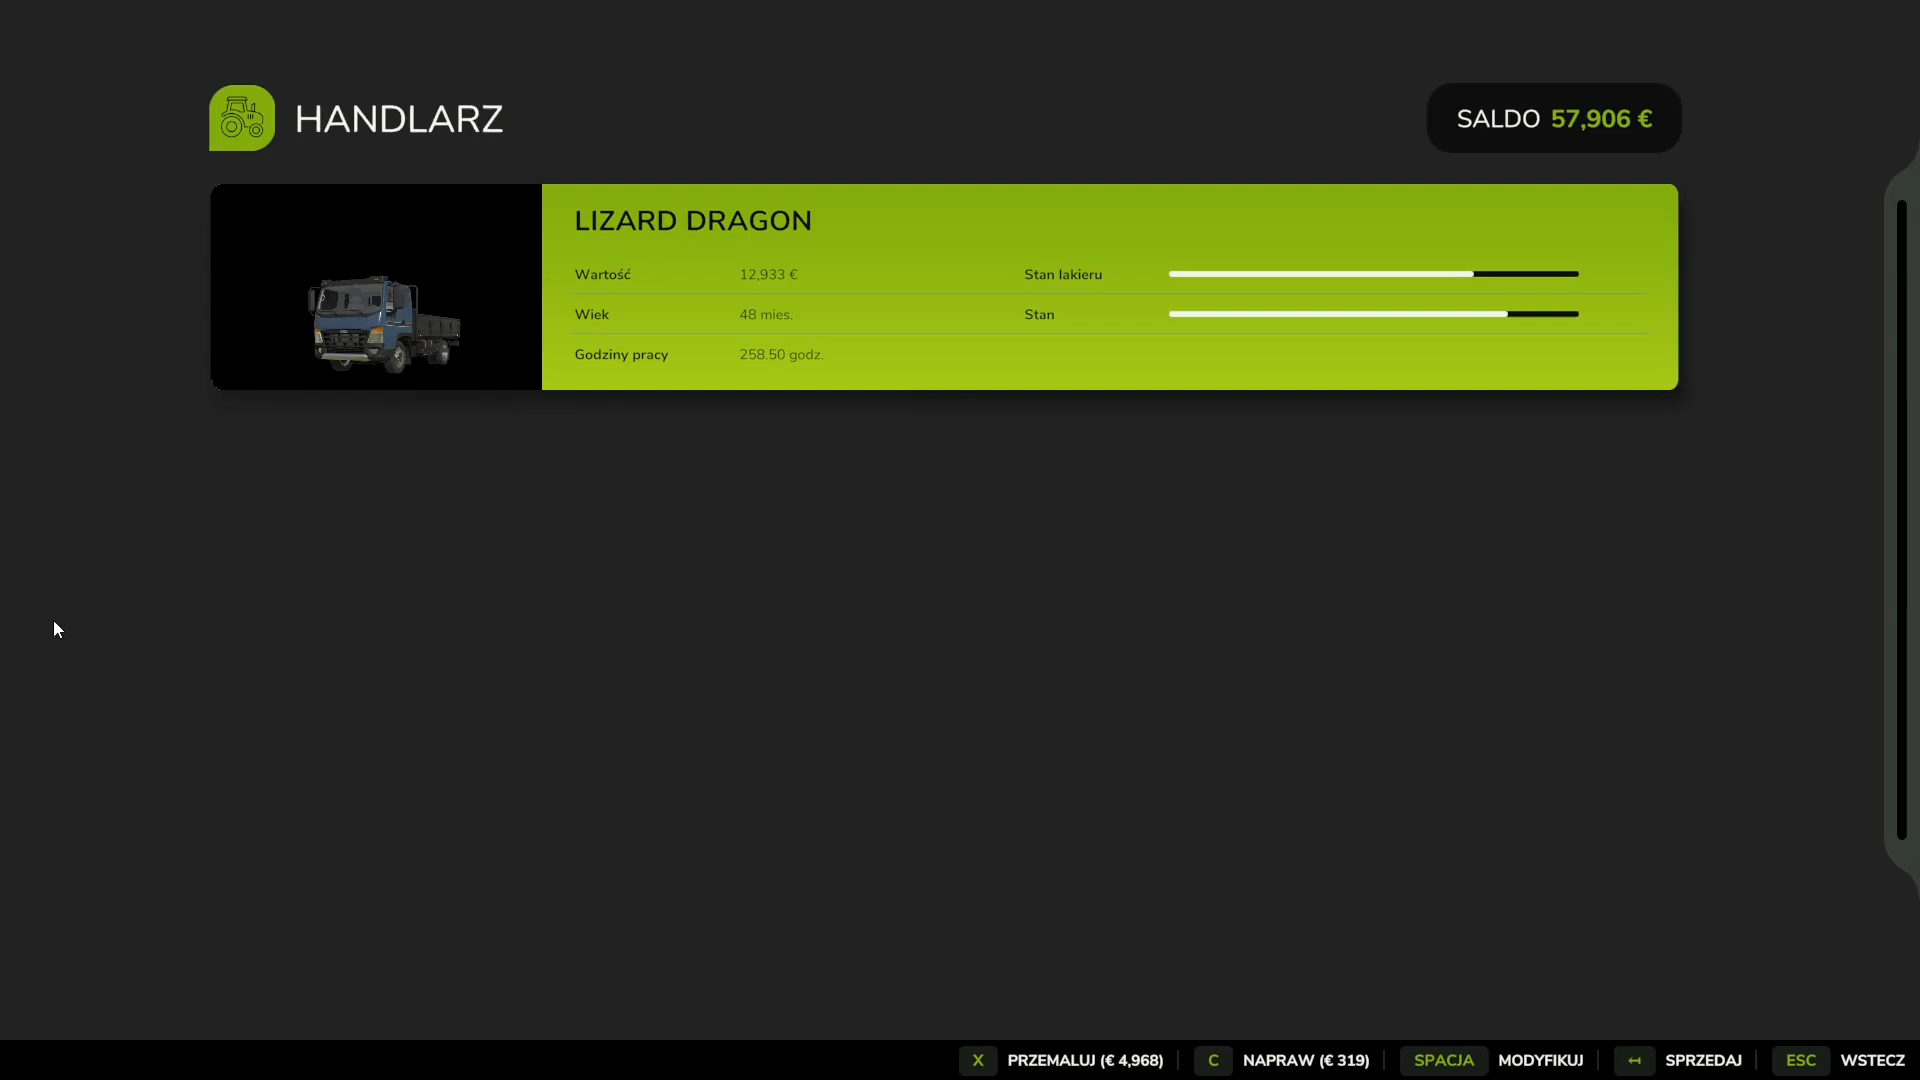 HANDLARZ
SALDO 57,906 €
LIZARD DRAGON
Wartość 12,933 € Stan lakieru
Wiek 48 mies. Stan
Godziny pracy 258.50 godz.
X PRZEMALUJ (€ 4,968) C NAPRAW (€ 319) SPACJA MODYFIKUJ ↤ SPRZEDAJ ESC WSTECZ